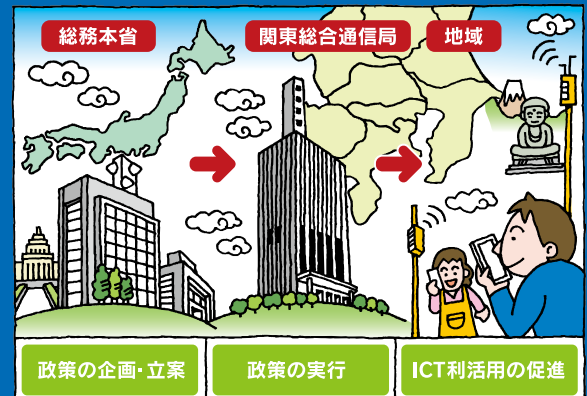 総務本省
関東総合通信局
地域
政策の企画・立案
政策の実行
ICT利活用の促進